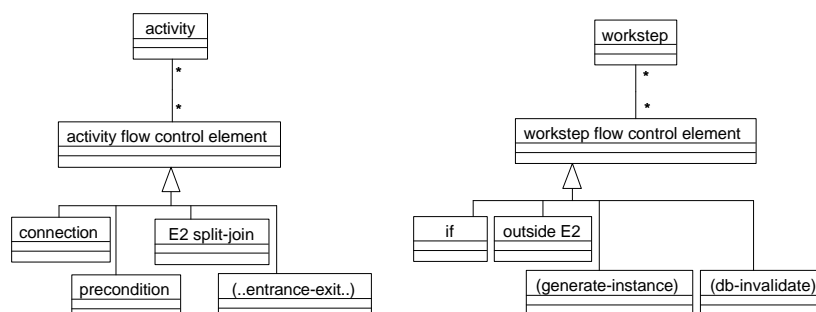 activity
*
*
activity flow control element
connection
E2 split-join
precondition
(..entrance-exit..)
workstep
*
*
workstep flow control element
if
outside E2
(generate-instance)
(db-invalidate)